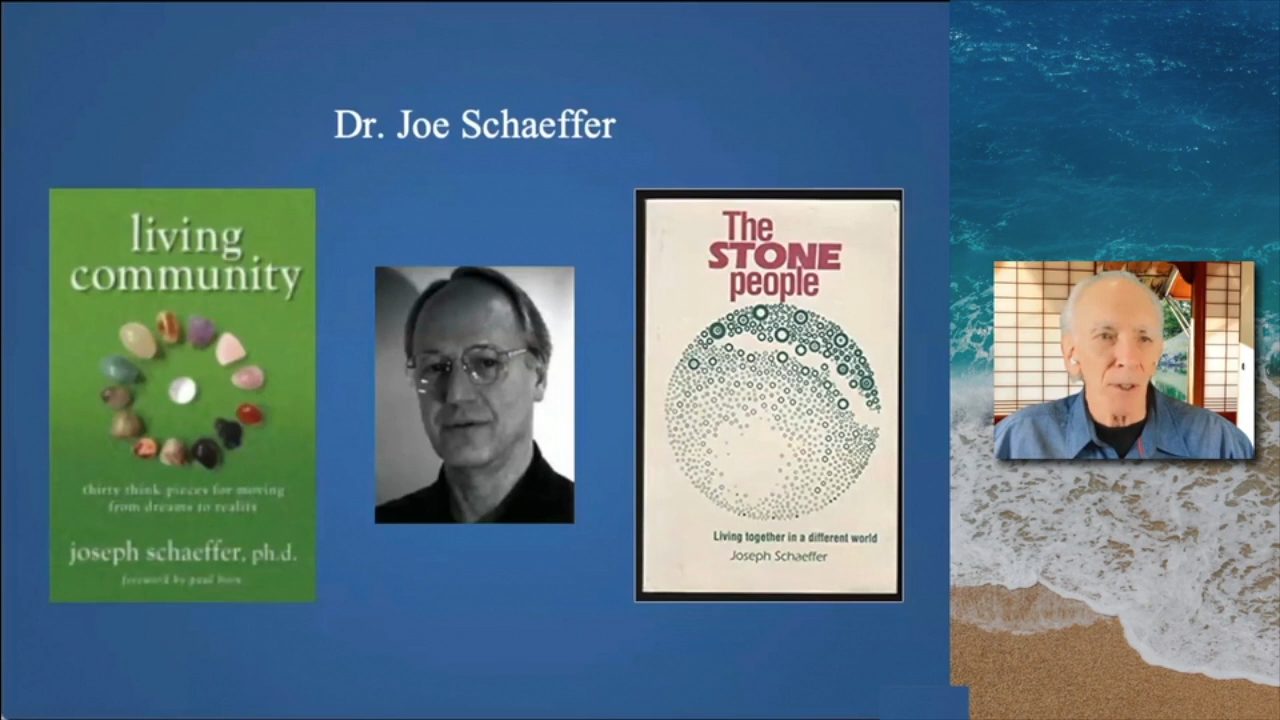 Dr. Joe Schaeffer
living
community
thirty think pieces for moving
from dreams to reality
joseph schaeffer, ph.d.
foreword by paul born
The
STONE
people
Living together in a different world
Joseph Schaeffer